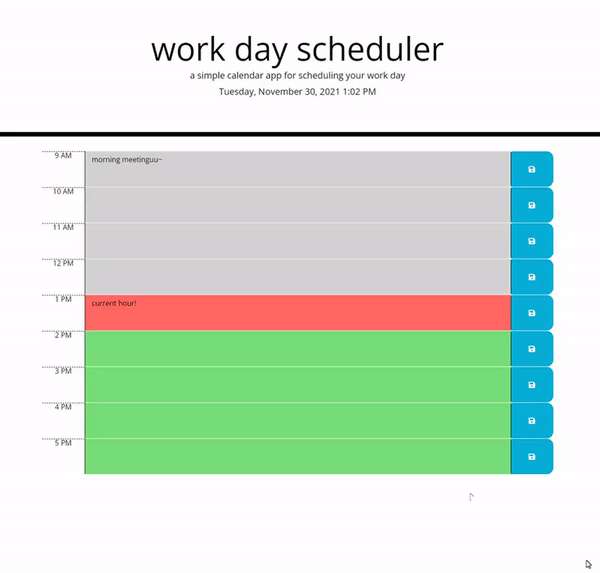 work day scheduler
a simple calendar app for scheduling your work day
Tuesday, November 30, 2021 1:02 PM
9 AM
morning meetinguu~
10 AM
11 AM
12 PM
1 PM
current hour!
2 PM
3 PM
4 PM
5 PM